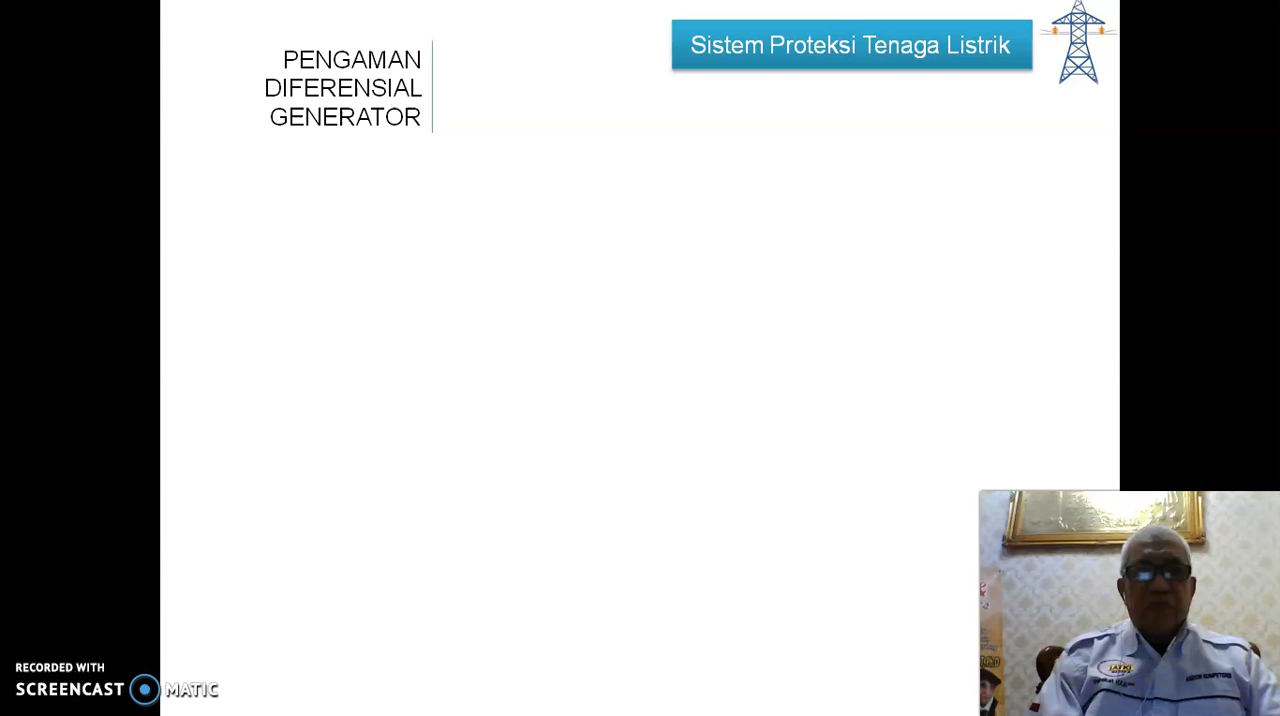 PENGAMAN
DIFERENSIAL
GENERATOR
Sistem Proteksi Tenaga Listrik
RECORDED WITH
SCREENCAST MATIC